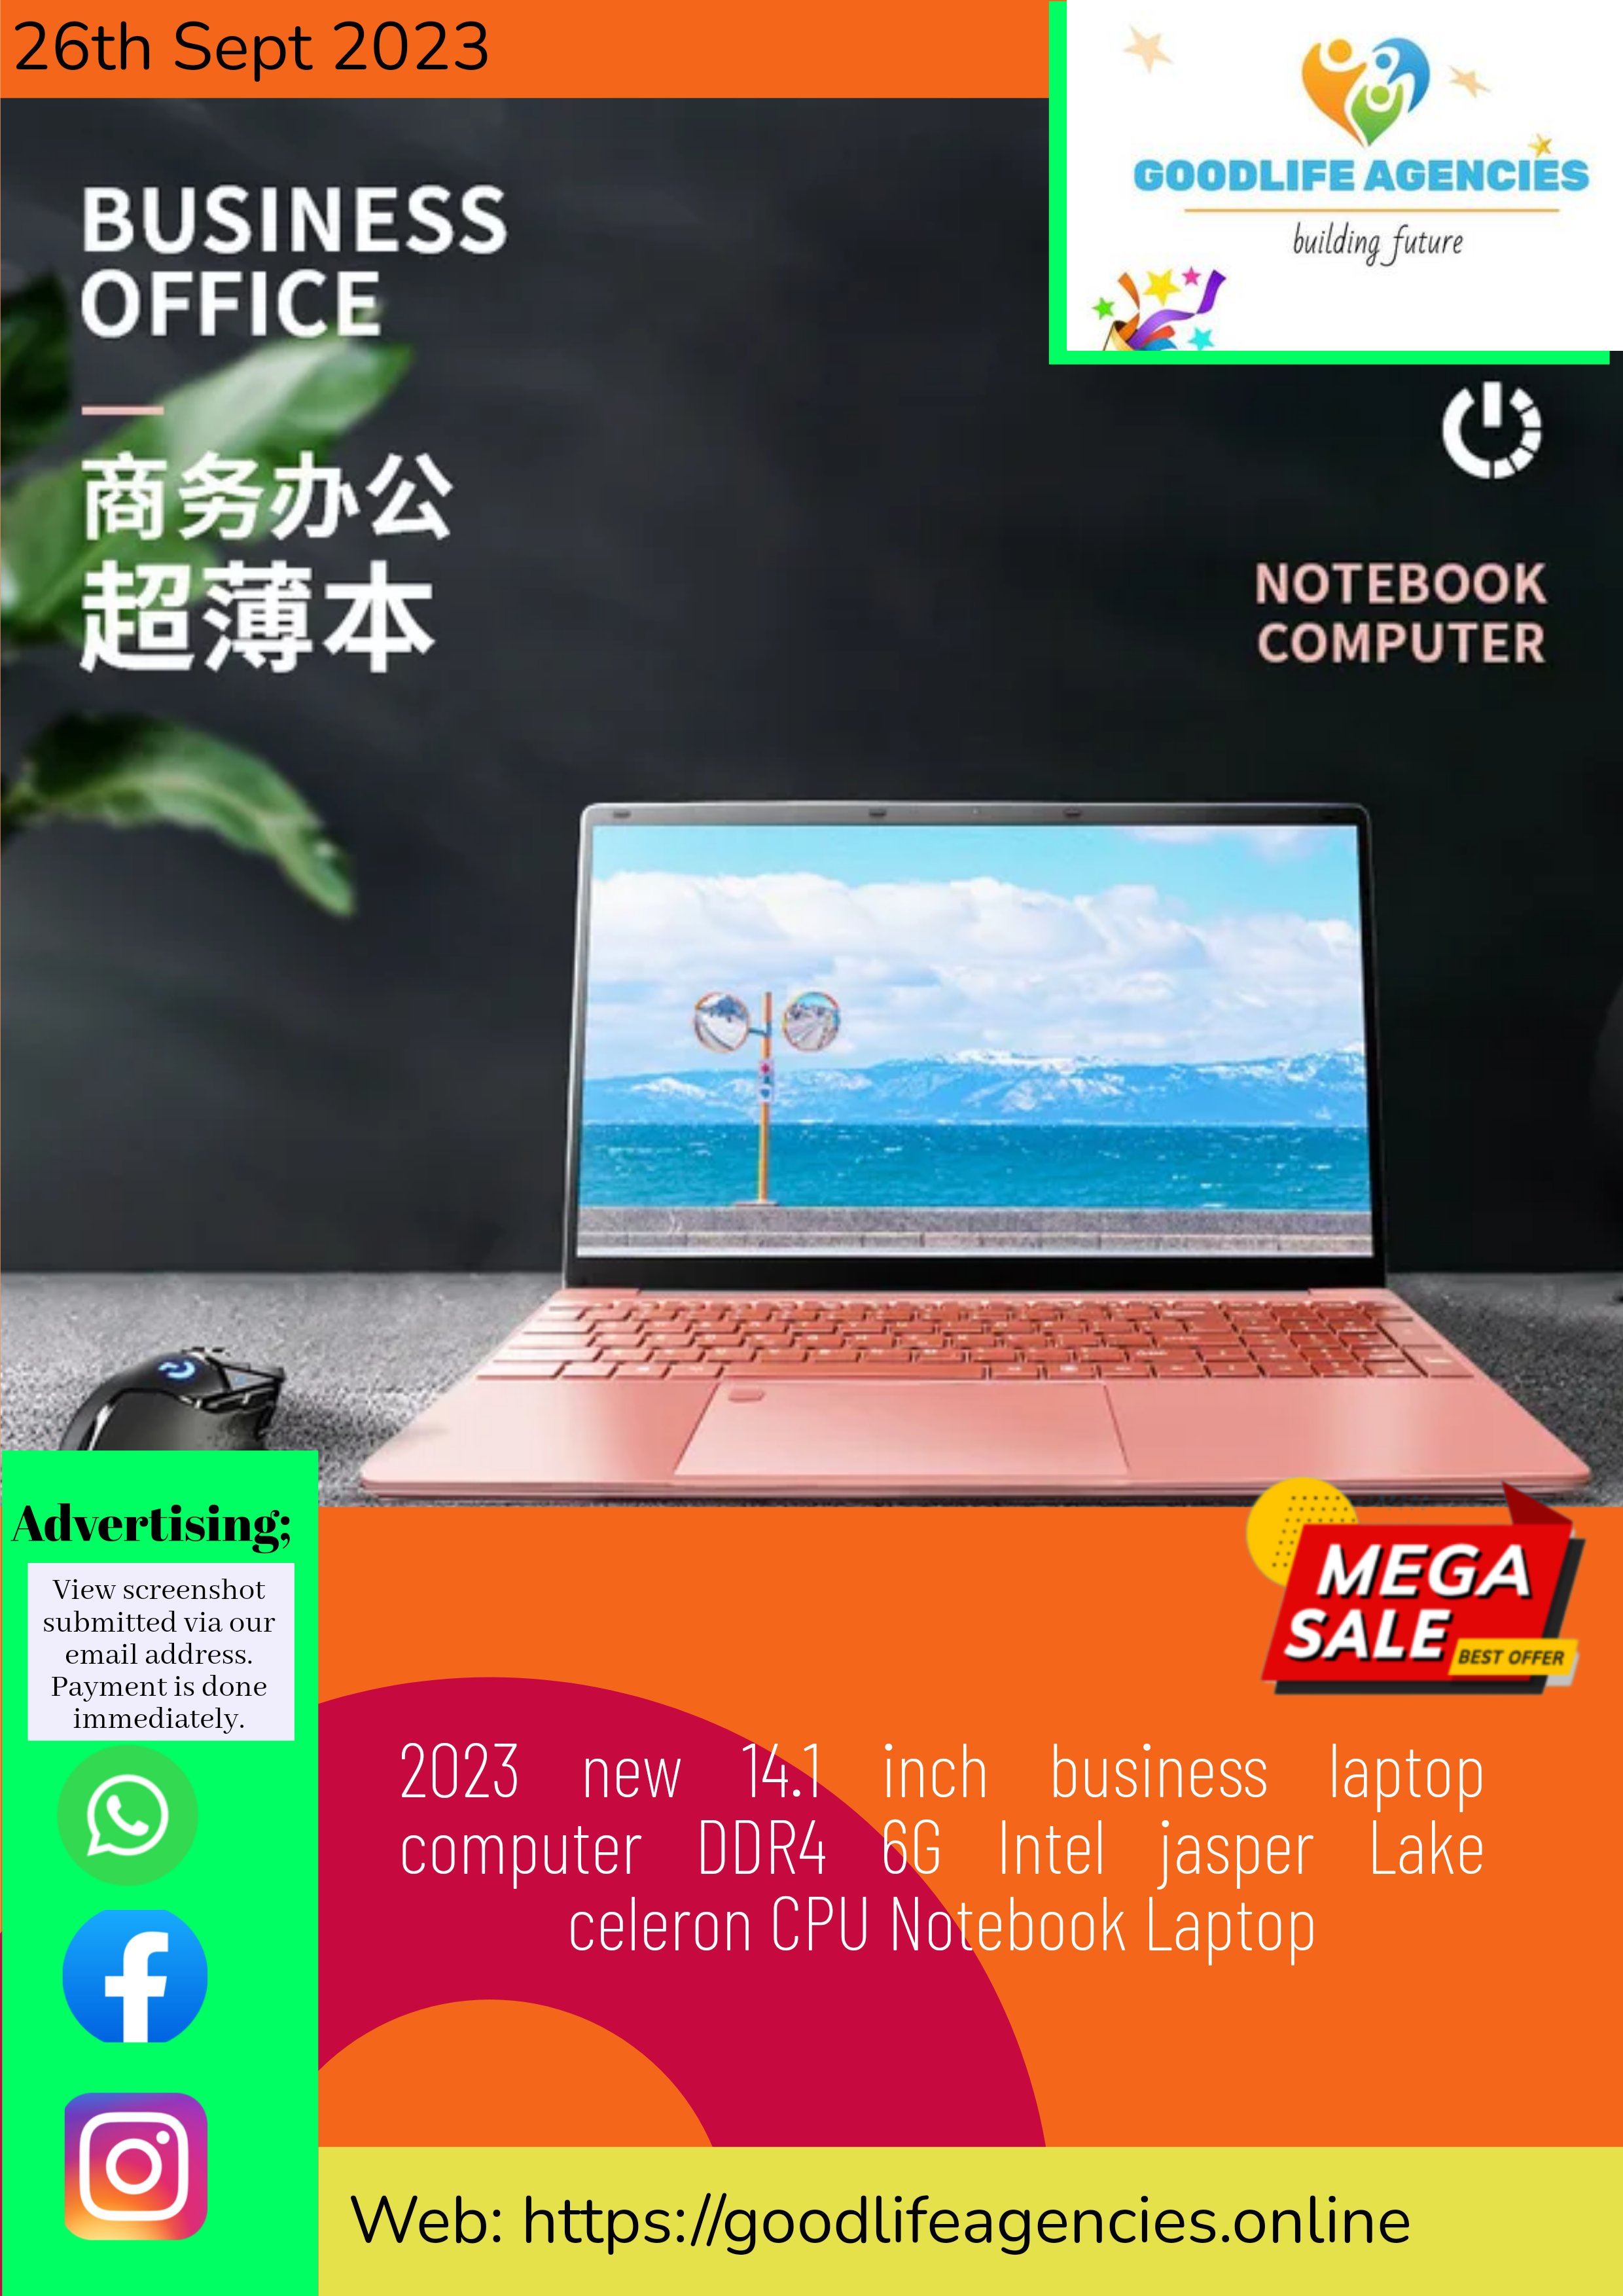 26th Sept 2023
GOODLIFE AGENCIES
building future
BUSINESS
OFFICE
商务办公
超薄本
NOTEBOOK
COMPUTER
Advertising;
View screenshot
submitted via our
email address.
Payment is done
immediately.
MEGA
SALE
BEST OFFER
2023 new 14.1 inch business laptop
computer DDR4 6G Intel jasper Lake
celeron CPU Notebook Laptop
Web: https://goodlifeagencies.online